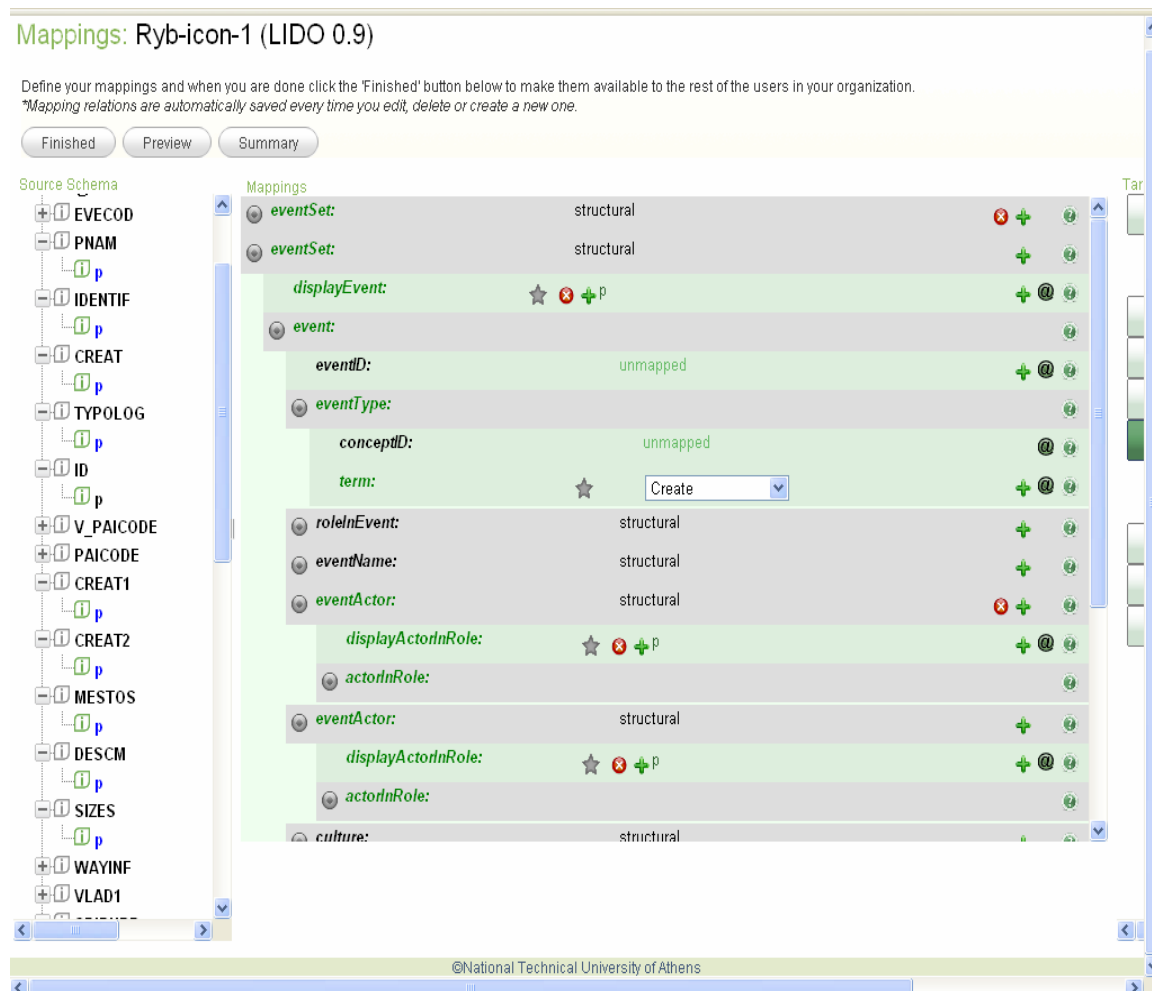 Mappings: Ryb-icon-1 (LIDO 0.9)
Define your mappings and when you are done click the 'Finished' button below to make them available to the rest of the users in your organization.
*Mapping relations are automatically saved every time you edit, delete or create a new one.
Finished Preview Summary
Source Schema
EVECOD
PNAM
p
IDENTIF
p
CREAT
p
TYPOLOG
p
ID
p
V_PAICODE
PAICODE
CREAT1
p
CREAT2
p
MESTOS
p
DESCM
p
SIZES
p
WAYINF
VLAD1
Mappings
eventSet: structural
eventSet: structural
displayEvent: p
event:
eventID: unmapped
eventType:
conceptID: unmapped
term: Create
roleInEvent: structural
eventName: structural
eventActor: structural
displayActorInRole: p
actorInRole:
eventActor: structural
displayActorInRole: p
actorInRole:
culture: structural
Tar
©National Technical University of Athens